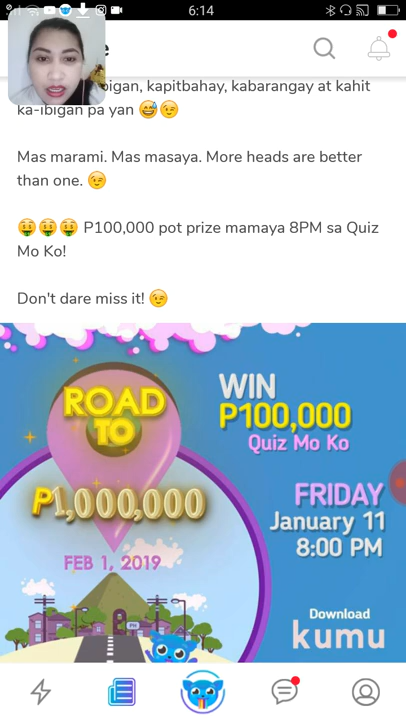 6:14
kapitbahay, kabarangay at kahit
ka-ibigan pa yan 😅😉
Mas marami. Mas masaya. More heads are better
than one. 😉
🤑🤑🤑 P100,000 pot prize mamaya 8PM sa Quiz
Mo Ko!
Don't dare miss it! 😉
ROAD
TO
P1,000,000
FEB 1, 2019
PH
WIN
P100,000
Quiz Mo Ko
FRIDAY
January 11
8:00 PM
Download
kumu